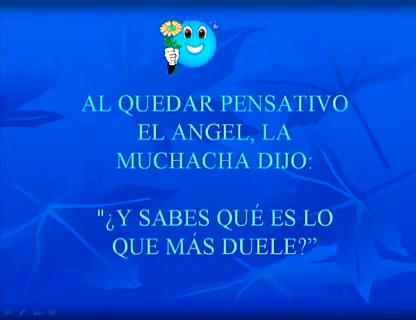 AL QUEDAR PENSATIVO
EL ANGEL, LA
MUCHACHA DIJO:
"¿Y SABES QUÉ ES LO
QUE MÁS DUELE?”